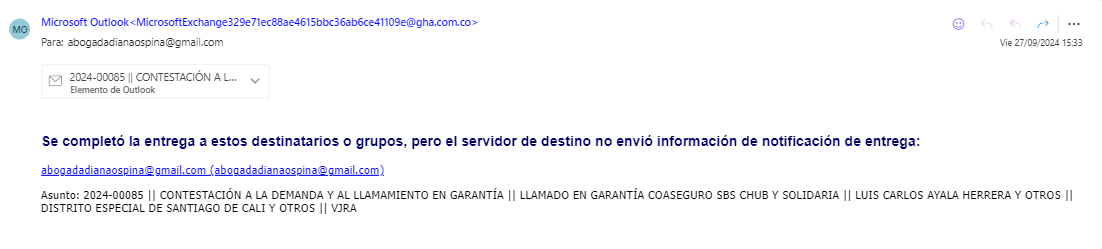 MO
Microsoft Outlook<MicrosoftExchange329e71ec88ae4615bbc36ab6ce41109e@gha.com.co>
Para: abogadadianaospina@gmail.com
Vie 27/09/2024 15:33
2024-00085 || CONTESTACIÓN A L...
Elemento de Outlook
Se completó la entrega a estos destinatarios o grupos, pero el servidor de destino no envió información de notificación de entrega:
abogadadianaospina@gmail.com (abogadadianaospina@gmail.com)
Asunto: 2024-00085 || CONTESTACIÓN A LA DEMANDA Y AL LLAMAMIENTO EN GARANTÍA || LLAMADO EN GARANTÍA COASEGURO SBS CHUB Y SOLIDARIA || LUIS CARLOS AYALA HERRERA Y OTROS ||
DISTRITO ESPECIAL DE SANTIAGO DE CALI Y OTROS || VJRA